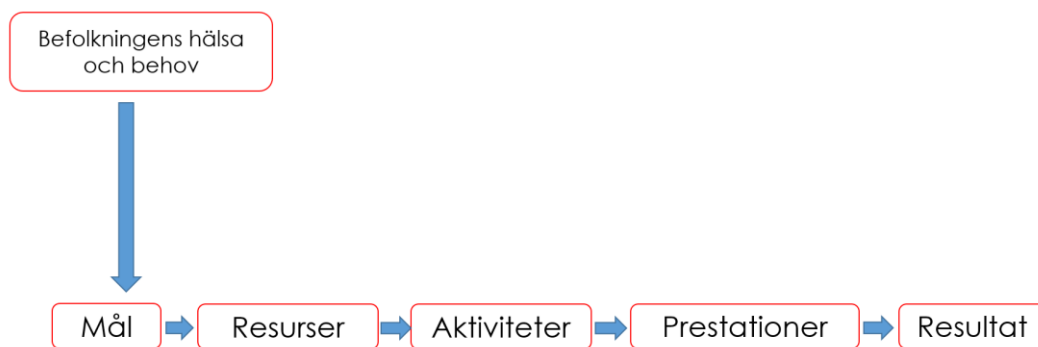 Befolkningens hälsa
och behov
Mål
Resurser
Aktiviteter
Prestationer
Resultat